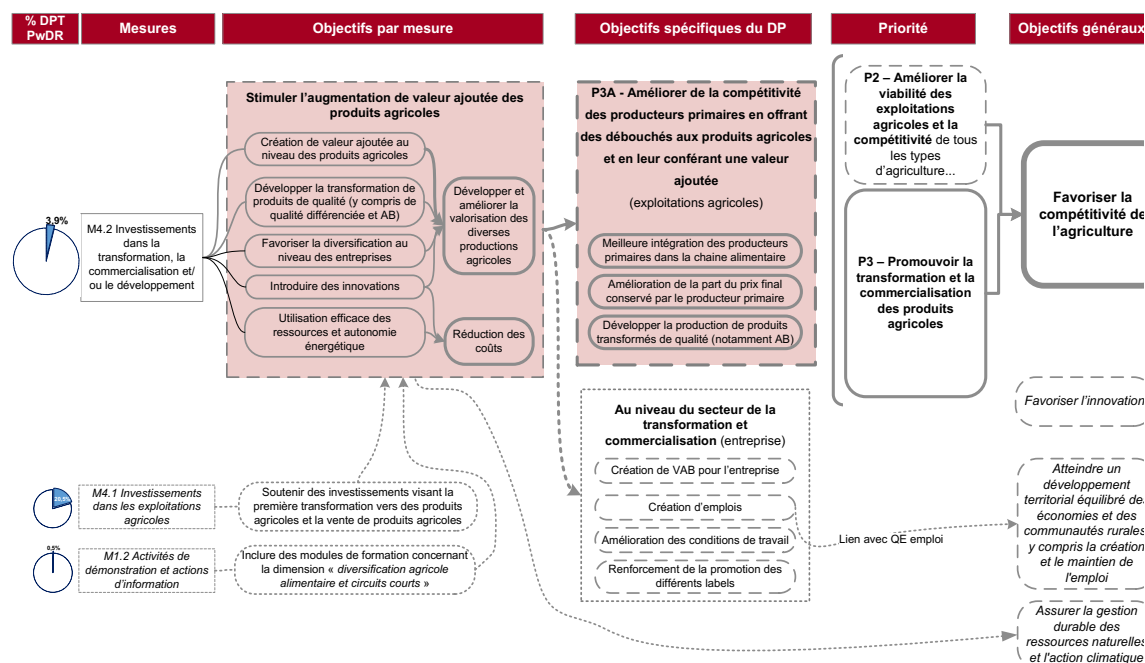 % DPT
PwDR
Mesures
Objectifs par mesure
Objectifs spécifiques du DP
Priorité
Objectifs généraux
3,9%
M4.2 Investissements
dans la
transformation, la
commercialisation et/
ou le développement
Stimuler l'augmentation de valeur ajoutée des
produits agricoles
Création de valeur ajoutée au
niveau des produits agricoles
Développer la transformation de
produits de qualité (y compris de
qualité différenciée et AB)
Favoriser la diversification au
niveau des entreprises
Introduire des innovations
Utilisation efficace des
ressources et autonomie
énergétique
Développer et
améliorer la
valorisation des
diverses
productions
agricoles
Réduction des
coûts
P3A - Améliorer de la compétitivité
des producteurs primaires en offrant
des débouchés aux produits agricoles
et en leur conférant une valeur
ajoutée
(exploitations agricoles)
Meilleure intégration des producteurs
primaires dans la chaine alimentaire
Amélioration de la part du prix final
conservé par le producteur primaire
Développer la production de produits
transformés de qualité (notamment AB)
P2 – Améliorer la
viabilité des
exploitations
agricoles et la
compétitivité de tous
les types
d'agriculture...
P3 – Promouvoir la
transformation et la
commercialisation
des produits
agricoles
Favoriser la
compétitivité de
l'agriculture
Favoriser l'innovation
Au niveau du secteur de la
transformation et
commercialisation (entreprise)
Création de VAB pour l'entreprise
Création d'emplois
Amélioration des conditions de travail
Renforcement de la promotion des
différents labels
Lien avec QE emploi
Atteindre un
développement
territorial équilibré des
économies et des
communautés rurales,
y compris la création
et le maintien de
l'emploi
Assurer la gestion
durable des
ressources naturelles
et l'action climatique
20,5%
M4.1 Investissements
dans les exploitations
agricoles
Soutenir des investissements visant la
première transformation vers des produits
agricoles et la vente de produits agricoles
0,5%
M1.2 Activités de
démonstration et actions
d'information
Inclure des modules de formation concernant
la dimension « diversification agricole
alimentaire et circuits courts »